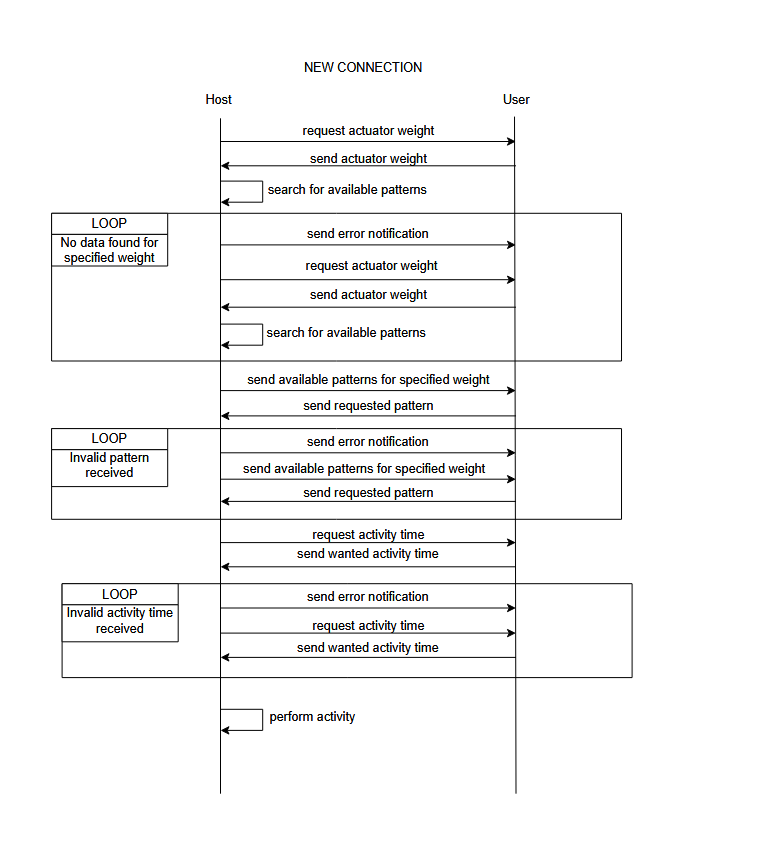 NEW CONNECTION
Host
User
request actuator weight
send actuator weight
search for available patterns
LOOP
No data found for
specified weight
send error notification
request actuator weight
send actuator weight
search for available patterns
send available patterns for specified weight
send requested pattern
LOOP
Invalid pattern
received
send error notification
send available patterns for specified weight
send requested pattern
request activity time
send wanted activity time
LOOP
Invalid activity time
received
send error notification
request activity time
send wanted activity time
perform activity